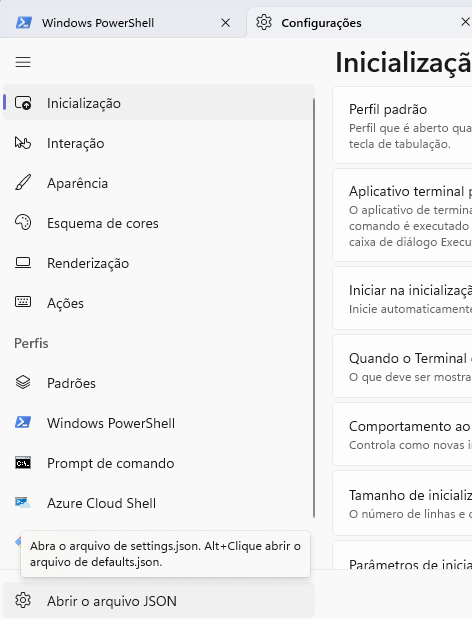 Windows PowerShell
Configurações
Inicialização
Interação
Aparência
Esquema de cores
Renderização
Ações
Perfis
Padrões
Windows PowerShell
Prompt de comando
Azure Cloud Shell
Abra o arquivo de settings.json. Alt+Clique abrir o
arquivo de defaults.json.
Abrir o arquivo JSON
Inicializaçã
Perfil padrão
Perfil que é aberto qua
tecla de tabulação.
Aplicativo terminal p
O aplicativo de termina
comando é executado
caixa de diálogo Execu
Iniciar na inicializaçã
Inicie automaticamente
Quando o Terminal
O que deve ser mostra
Comportamento ao
Controla como novas i
Tamanho de inicializ
O número de linhas e c
Parâmetros de inicia